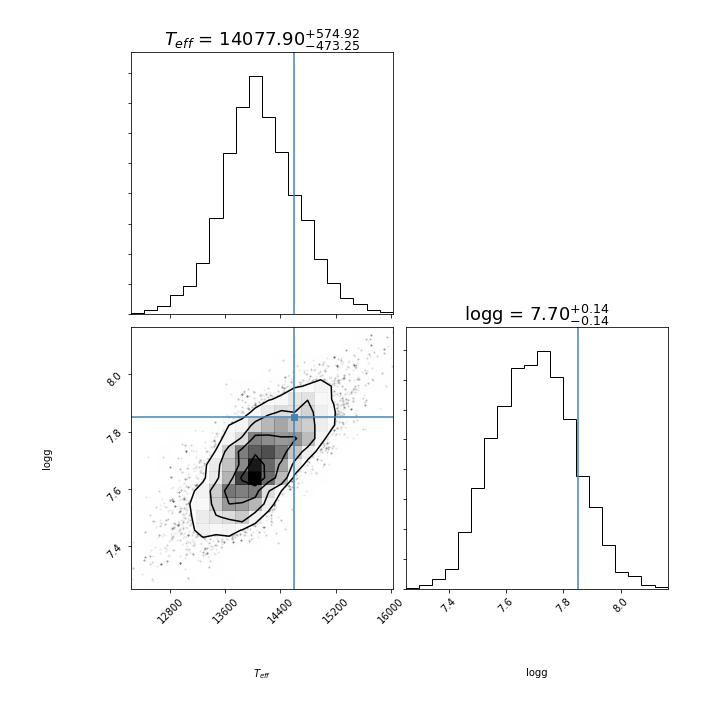 T_eff = 14077.90 +574.92 −473.25
logg = 7.70 +0.14 −0.14
logg
8.0
7.8
7.6
7.4
12800 13600 14400 15200 16000
7.4 7.6 7.8 8.0
T_eff logg